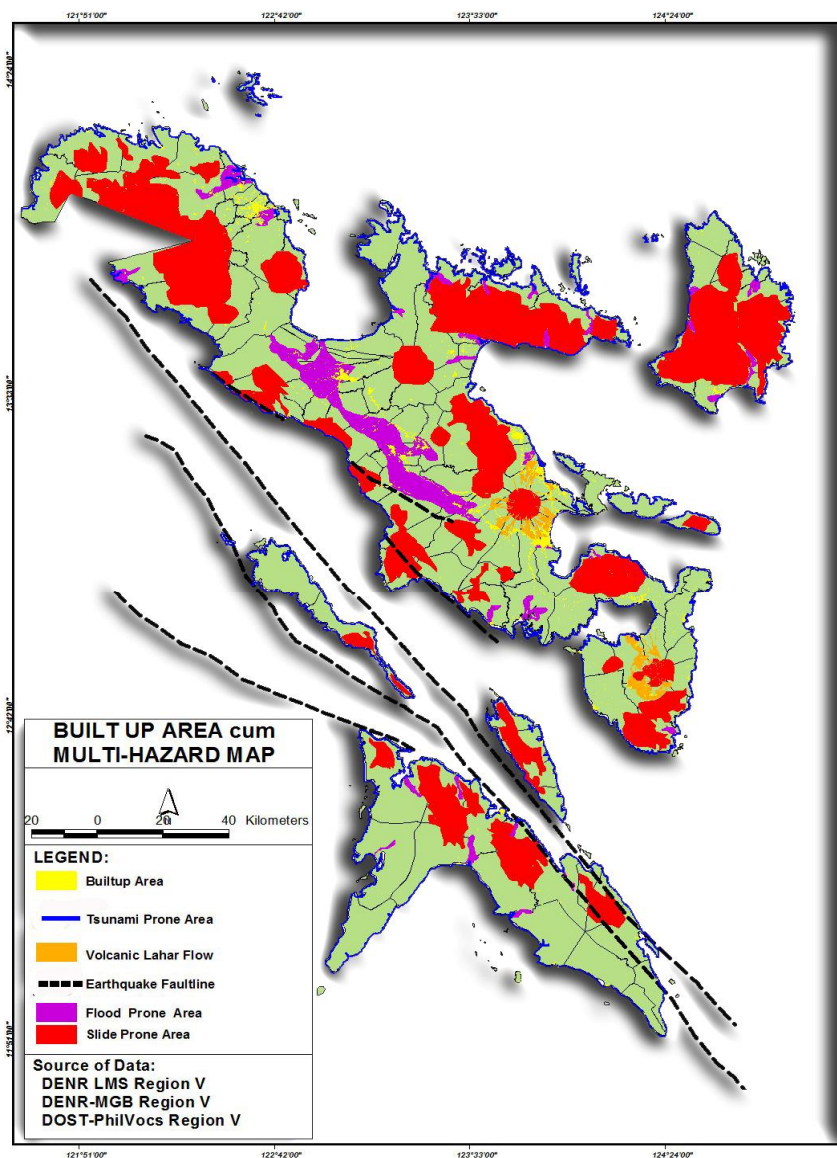 121°51'00" 122°42'00" 123°33'00" 124°24'00"
14°24'00"
13°33'00"
12°42'00"
11°51'00"
BUILT UP AREA cum
MULTI-HAZARD MAP
20 0 20 40 Kilometers
LEGEND:
Builtup Area
Tsunami Prone Area
Volcanic Lahar Flow
Earthquake Faultline
Flood Prone Area
Slide Prone Area
Source of Data:
DENR LMS Region V
DENR-MGB Region V
DOST-PhilVocs Region V
121°51'00" 122°42'00" 123°33'00" 124°24'00"